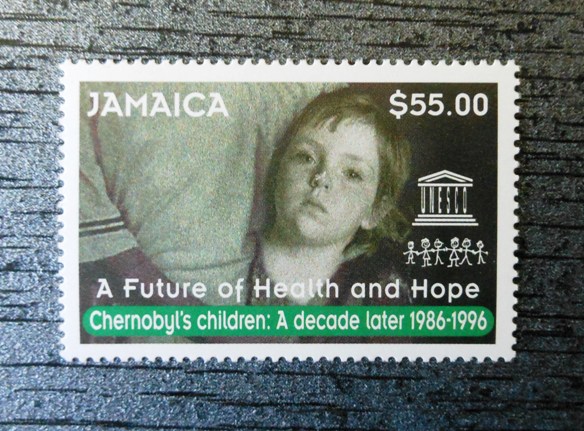 JAMAICA $55.00
UNESCO
A Future of Health and Hope
Chernobyl's children: A decade later 1986-1996